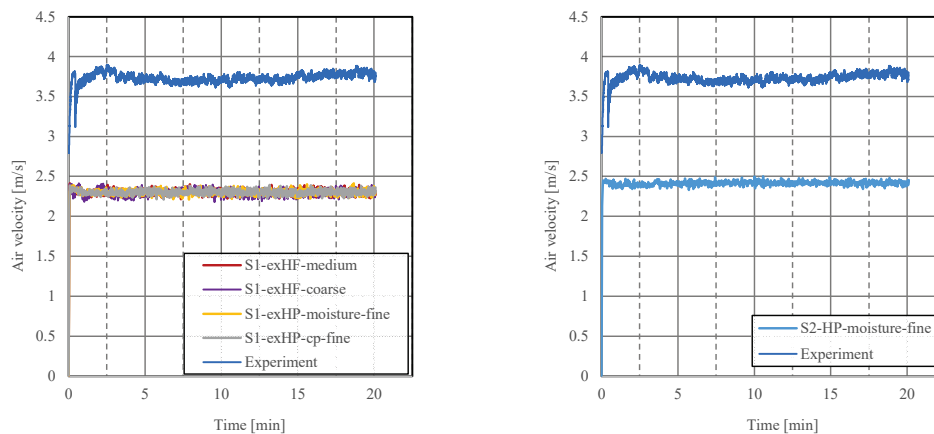 4.5
4
3.5
3
2.5
2
1.5
1
0.5
0
Air velocity [m/s]
0 5 10 15 20
Time [min]
S1-exHF-medium
S1-exHF-coarse
S1-exHP-moisture-fine
S1-exHP-cp-fine
Experiment
4.5
4
3.5
3
2.5
2
1.5
1
0.5
0
Air velocity [m/s]
0 5 10 15 20
Time [min]
S2-HP-moisture-fine
Experiment